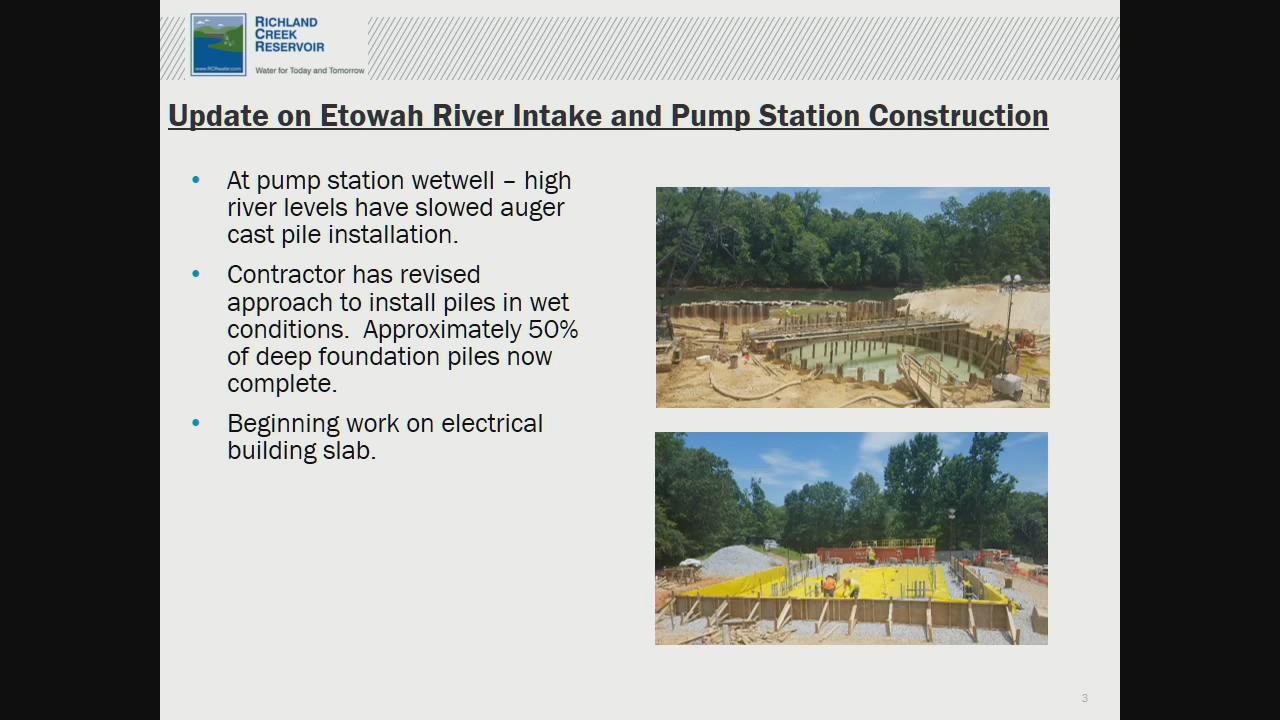 RICHLAND
CREEK
RESERVOIR
www.RCRwater.com
Water for Today and Tomorrow
Update on Etowah River Intake and Pump Station Construction
• At pump station wetwell – high
river levels have slowed auger
cast pile installation.
• Contractor has revised
approach to install piles in wet
conditions.  Approximately 50%
of deep foundation piles now
complete.
• Beginning work on electrical
building slab.
3